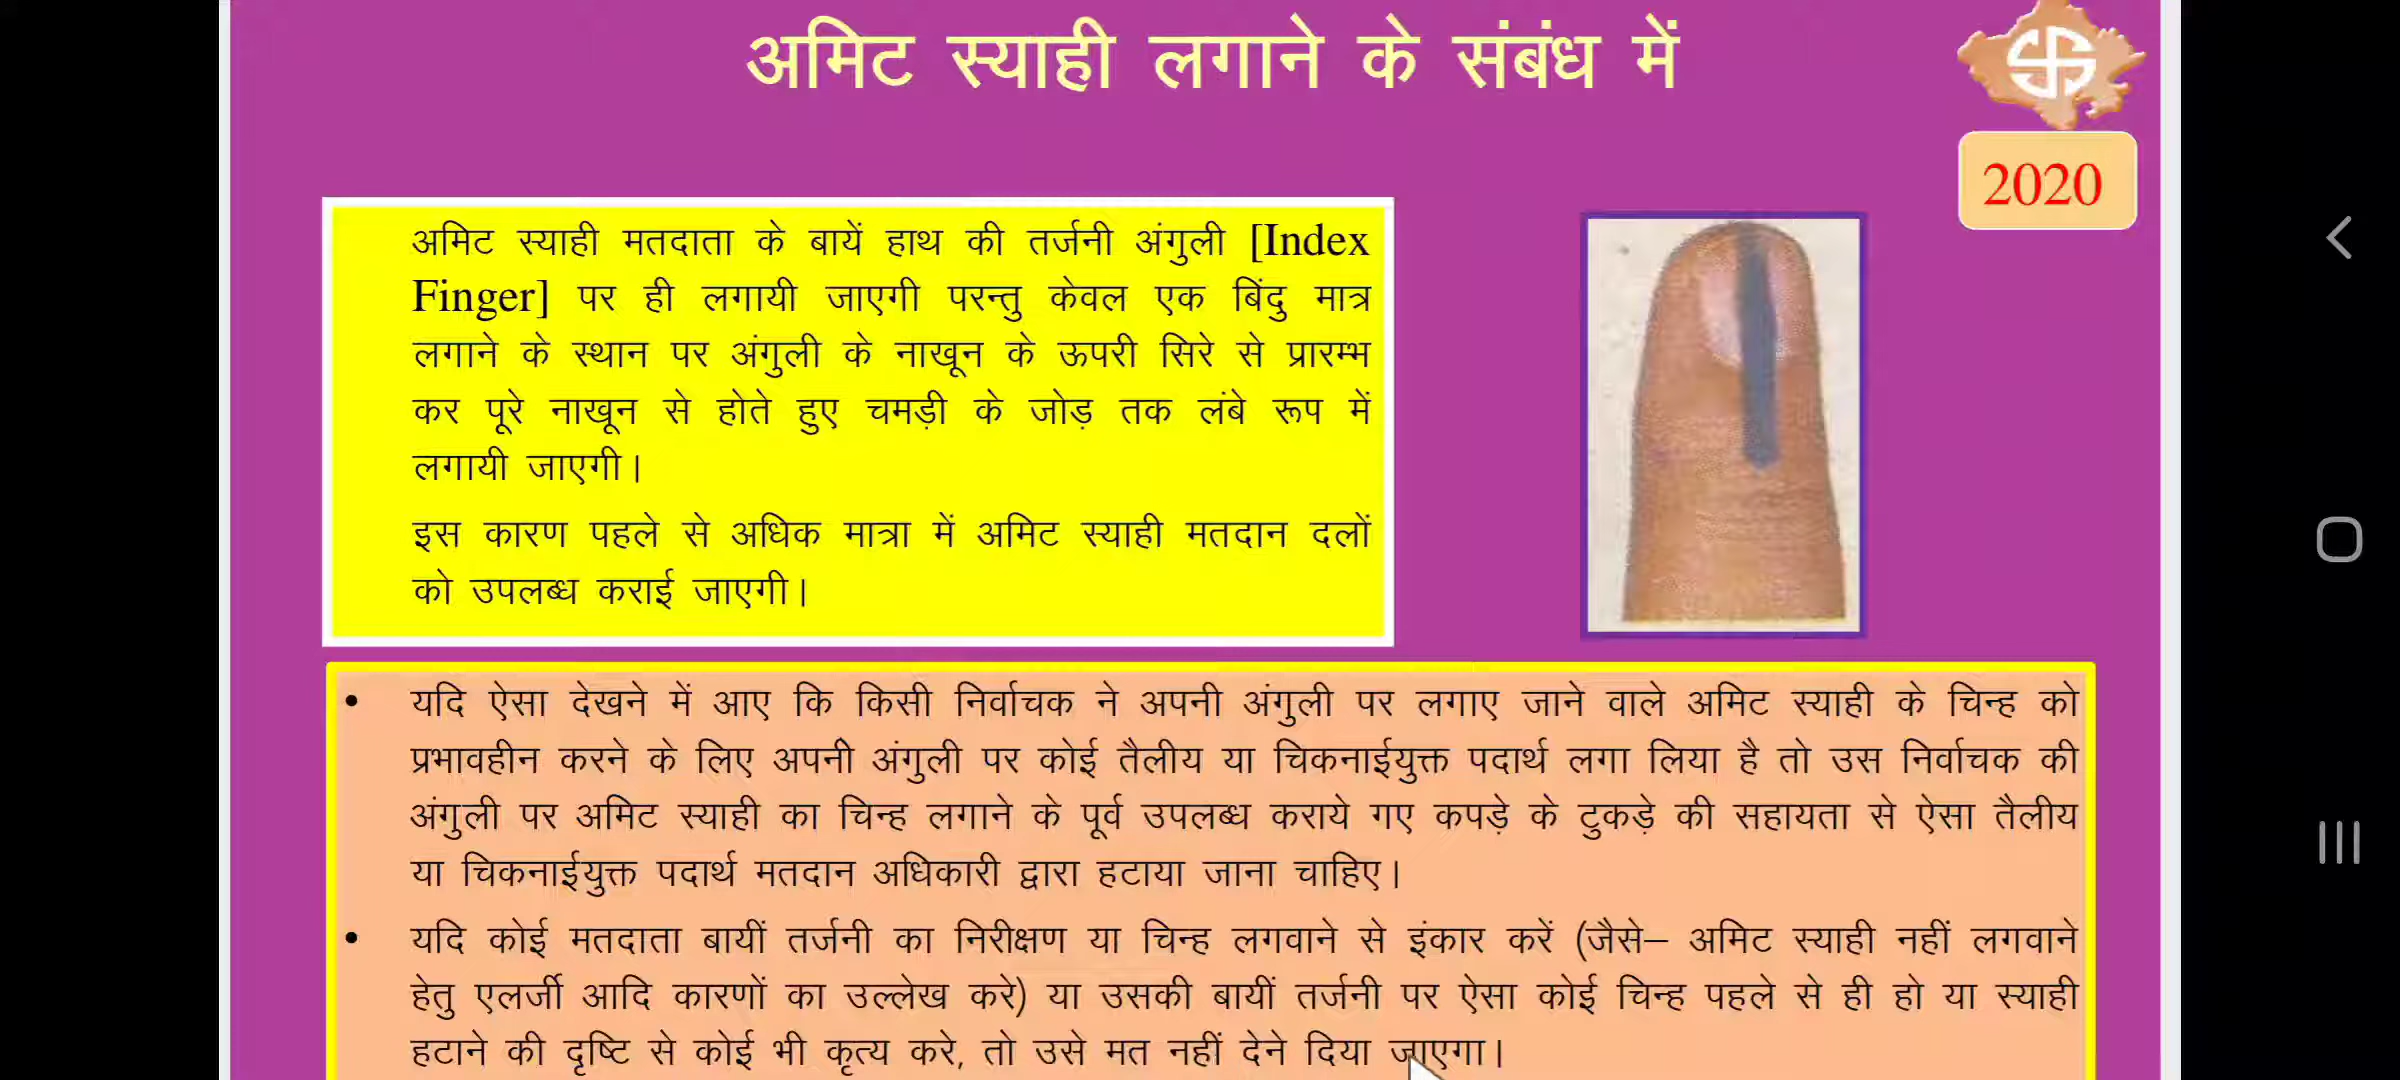 अमिट स्याही लगाने के संबंध में
2020
अमिट स्याही मतदाता के बायें हाथ की तर्जनी अंगुली [Index
Finger] पर ही लगायी जाएगी परन्तु केवल एक बिंदु मात्र
लगाने के स्थान पर अंगुली के नाखून के ऊपरी सिरे से प्रारम्भ
कर पूरे नाखून से होते हुए चमड़ी के जोड़ तक लंबे रूप में
लगायी जाएगी।
इस कारण पहले से अधिक मात्रा में अमिट स्याही मतदान दलों
को उपलब्ध कराई जाएगी।
• यदि ऐसा देखने में आए कि किसी निर्वाचक ने अपनी अंगुली पर लगाए जाने वाले अमिट स्याही के चिन्ह को
प्रभावहीन करने के लिए अपनी अंगुली पर कोई तैलीय या चिकनाईयुक्त पदार्थ लगा लिया है तो उस निर्वाचक की
अंगुली पर अमिट स्याही का चिन्ह लगाने के पूर्व उपलब्ध कराये गए कपड़े के टुकड़े की सहायता से ऐसा तैलीय
या चिकनाईयुक्त पदार्थ मतदान अधिकारी द्वारा हटाया जाना चाहिए।
• यदि कोई मतदाता बायीं तर्जनी का निरीक्षण या चिन्ह लगवाने से इंकार करें (जैसे– अमिट स्याही नहीं लगवाने
हेतु एलर्जी आदि कारणों का उल्लेख करे) या उसकी बायीं तर्जनी पर ऐसा कोई चिन्ह पहले से ही हो या स्याही
हटाने की दृष्टि से कोई भी कृत्य करे, तो उसे मत नहीं देने दिया जाएगा।